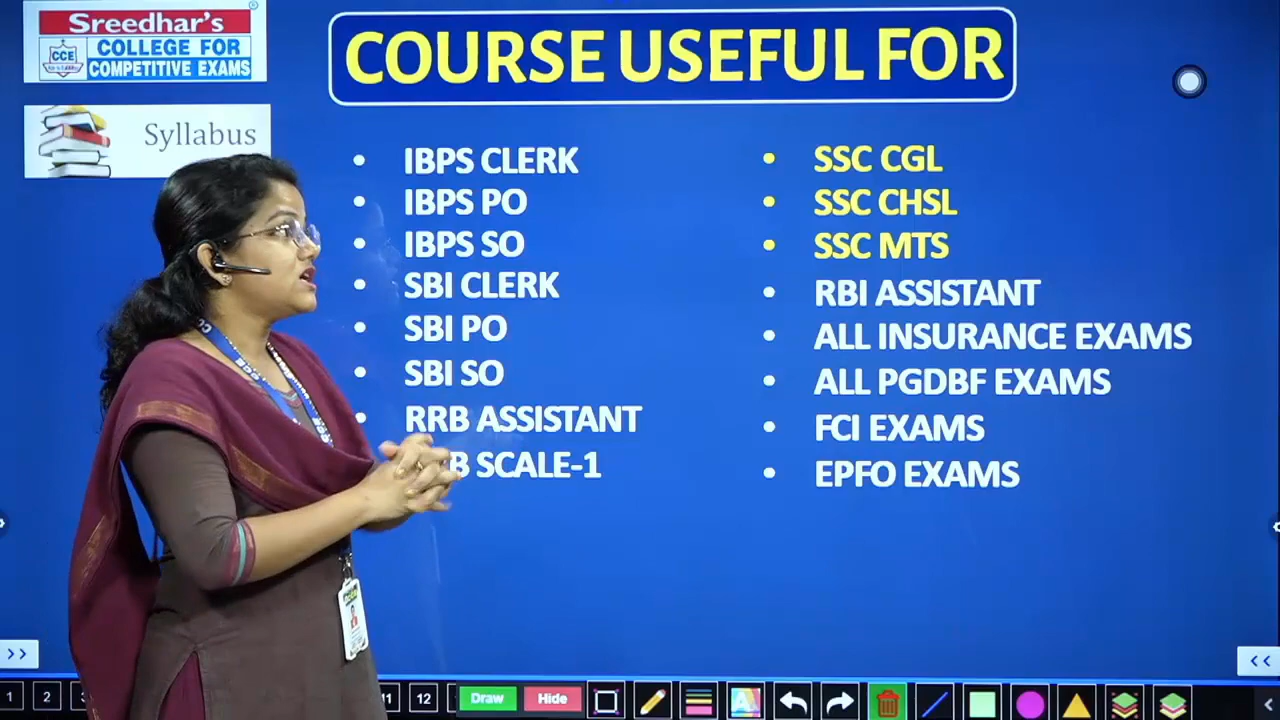 Sreedhar's
CCE
COLLEGE FOR
COMPETITIVE EXAMS
Syllabus
COURSE USEFUL FOR
• IBPS CLERK
• IBPS PO
• IBPS SO
• SBI CLERK
• SBI PO
• SBI SO
• RRB ASSISTANT
B SCALE-1
• SSC CGL
• SSC CHSL
• SSC MTS
• RBI ASSISTANT
• ALL INSURANCE EXAMS
• ALL PGDBF EXAMS
• FCI EXAMS
• EPFO EXAMS
>>
<<
1 2 12 Draw Hide